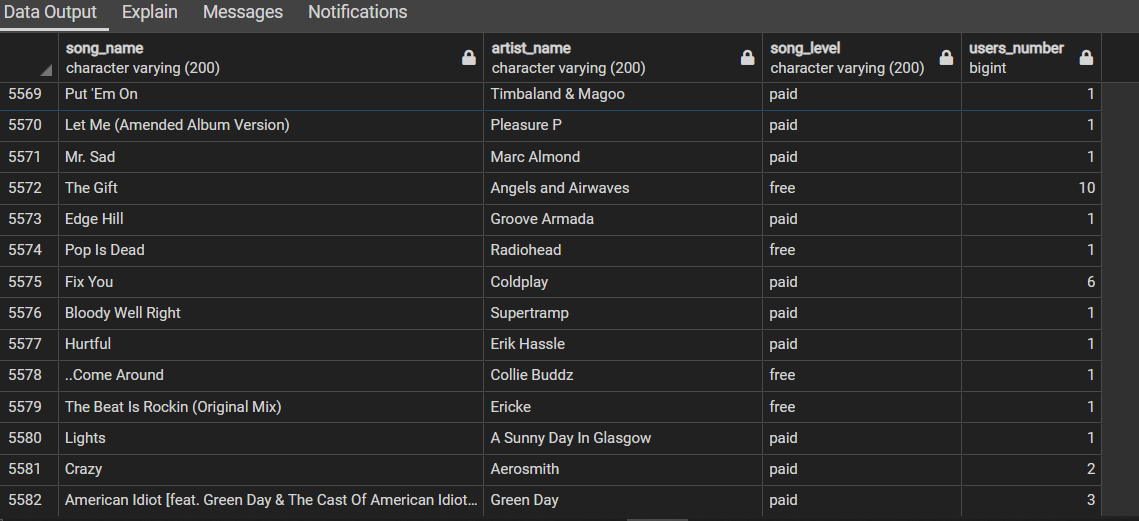 Data Output Explain Messages Notifications
song_name artist_name song_level users_number
character varying (200) character varying (200) character varying (200) bigint
5569 Put 'Em On Timbaland & Magoo paid 1
5570 Let Me (Amended Album Version) Pleasure P paid 1
5571 Mr. Sad Marc Almond paid 1
5572 The Gift Angels and Airwaves free 10
5573 Edge Hill Groove Armada paid 1
5574 Pop Is Dead Radiohead free 1
5575 Fix You Coldplay paid 6
5576 Bloody Well Right Supertramp paid 1
5577 Hurtful Erik Hassle paid 1
5578 ..Come Around Collie Buddz free 1
5579 The Beat Is Rockin (Original Mix) Ericke free 1
5580 Lights A Sunny Day In Glasgow paid 1
5581 Crazy Aerosmith paid 2
5582 American Idiot [feat. Green Day & The Cast Of American Idiot... Green Day paid 3